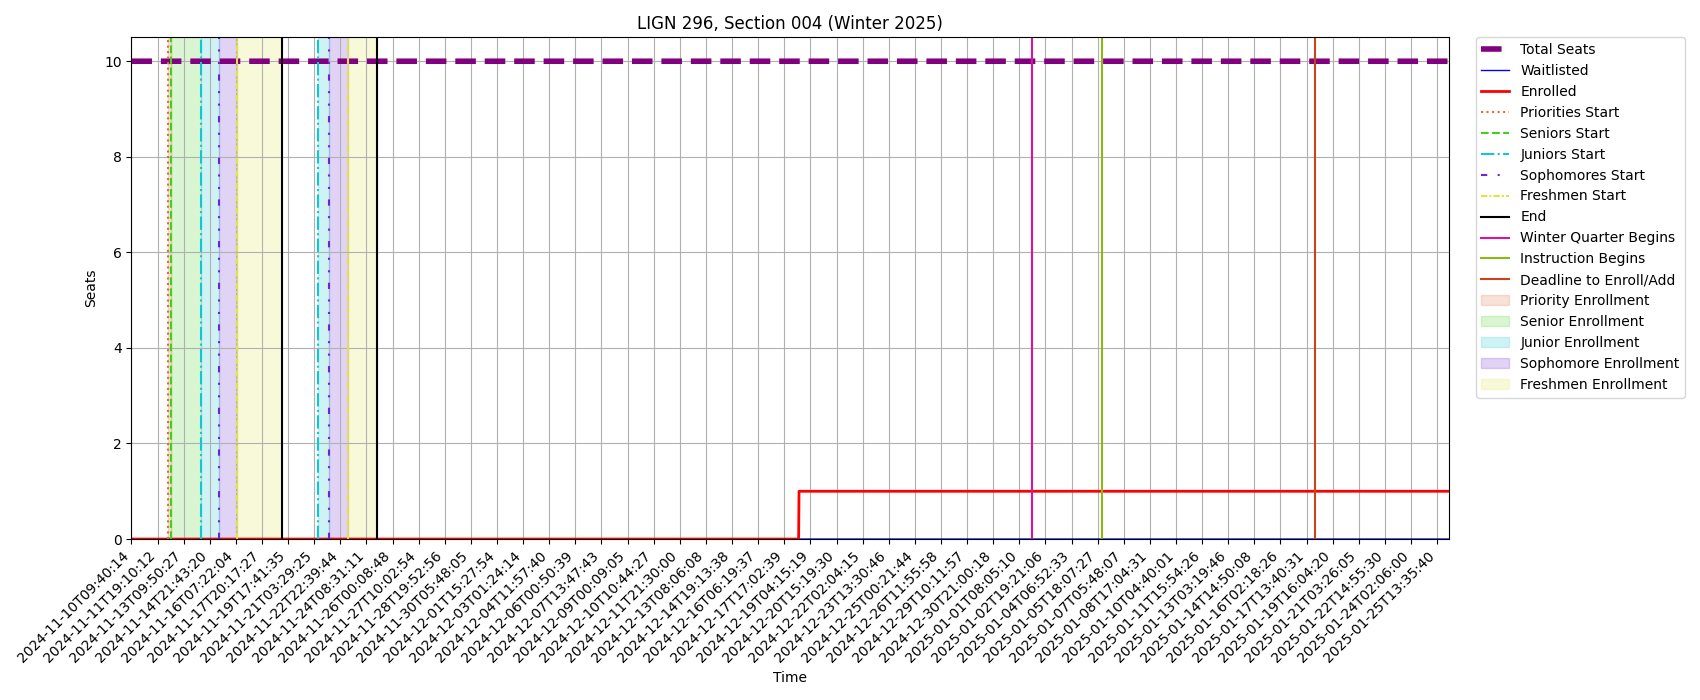 LIGN 296, Section 004 (Winter 2025)
Seats
10
8
6
4
2
0
2024-11-10T09:40:14
2024-11-11T19:10:12
2024-11-13T09:50:27
2024-11-14T21:43:20
2024-11-16T07:22:04
2024-11-17T20:17:27
2024-11-19T17:41:35
2024-11-21T03:29:25
2024-11-22T22:39:44
2024-11-24T08:31:11
2024-11-26T00:08:48
2024-11-27T10:02:54
2024-11-28T19:52:56
2024-11-30T05:48:05
2024-12-01T15:27:54
2024-12-03T01:24:14
2024-12-04T11:57:40
2024-12-06T00:50:39
2024-12-07T13:47:43
2024-12-09T00:09:05
2024-12-10T10:44:27
2024-12-11T21:30:00
2024-12-13T08:06:08
2024-12-14T19:13:38
2024-12-16T06:19:37
2024-12-17T17:02:39
2024-12-19T04:15:19
2024-12-20T15:19:30
2024-12-22T02:04:15
2024-12-23T13:30:46
2024-12-25T00:21:44
2024-12-26T11:55:58
2024-12-29T10:11:57
2024-12-30T21:00:18
2025-01-01T08:05:10
2025-01-02T19:21:06
2025-01-04T06:52:33
2025-01-05T18:07:27
2025-01-07T05:48:07
2025-01-08T17:04:31
2025-01-10T04:40:01
2025-01-11T15:54:26
2025-01-13T03:19:46
2025-01-14T14:50:08
2025-01-16T02:18:26
2025-01-17T13:40:31
2025-01-19T16:04:20
2025-01-21T03:26:05
2025-01-22T14:55:30
2025-01-24T02:06:00
2025-01-25T13:35:40
Time
Total Seats
Waitlisted
Enrolled
Priorities Start
Seniors Start
Juniors Start
Sophomores Start
Freshmen Start
End
Winter Quarter Begins
Instruction Begins
Deadline to Enroll/Add
Priority Enrollment
Senior Enrollment
Junior Enrollment
Sophomore Enrollment
Freshmen Enrollment